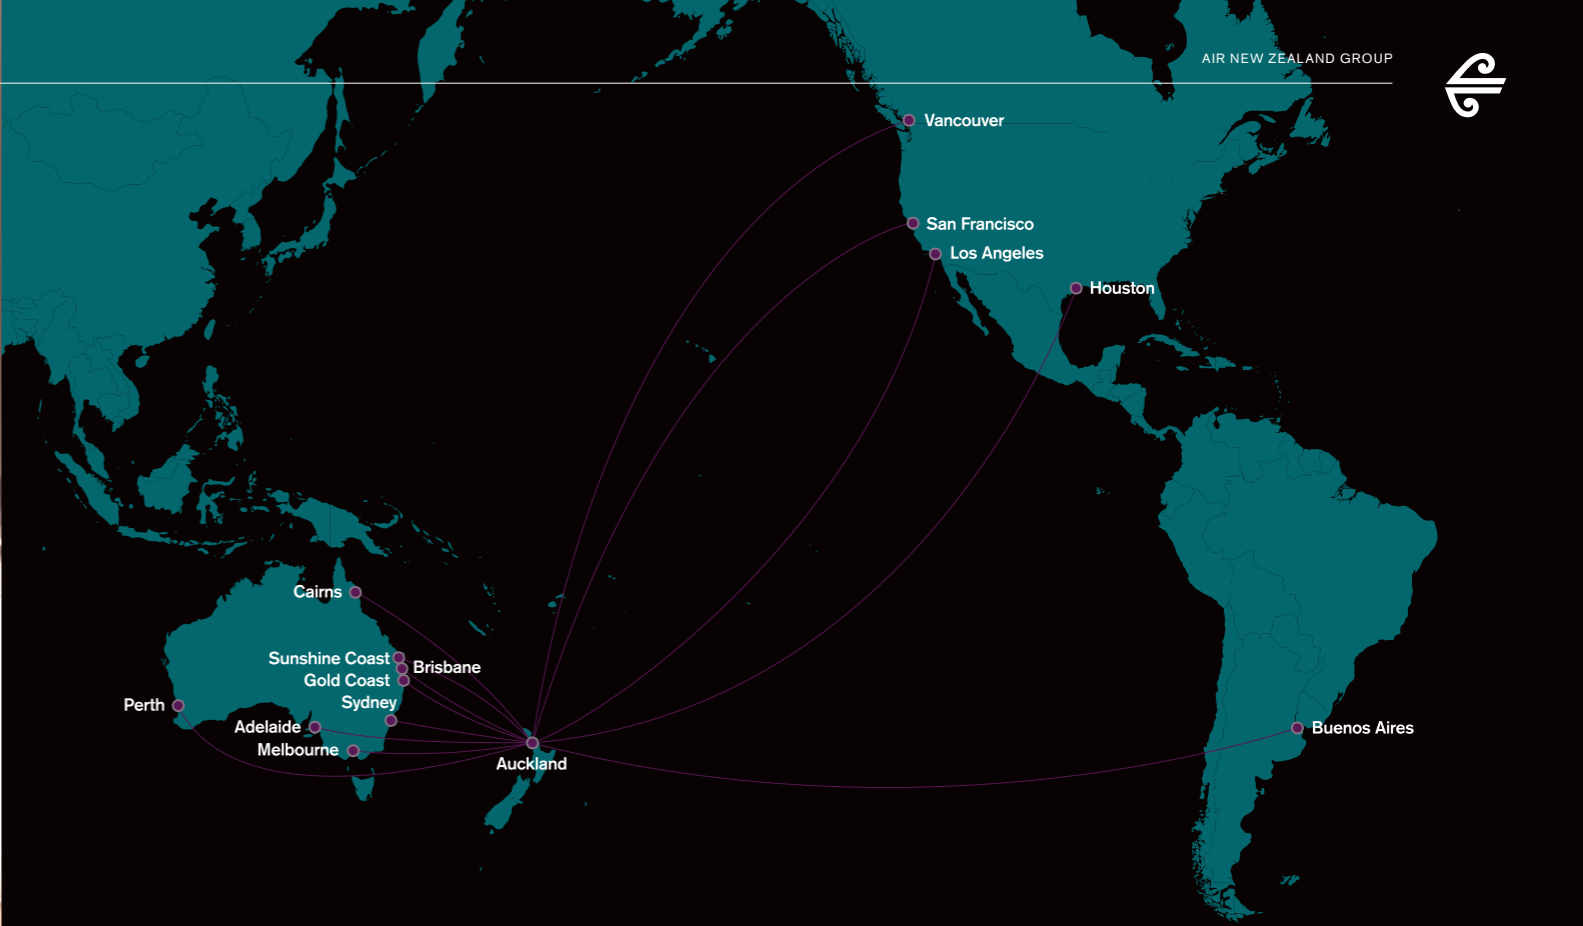 AIR NEW ZEALAND GROUP
Vancouver
San Francisco
Los Angeles
Houston
Cairns
Sunshine Coast
Brisbane
Gold Coast
Sydney
Perth
Adelaide
Melbourne
Auckland
Buenos Aires